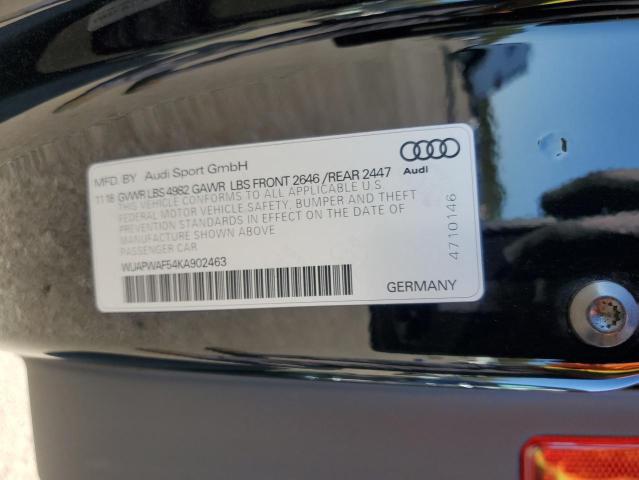 MFD. BY Audi Sport GmbH
11 18 GVWR LBS 4982 GAWR LBS FRONT 2646 /REAR 2447
THIS VEHICLE CONFORMS TO ALL APPLICABLE U.S
FEDERAL MOTOR VEHICLE SAFETY, BUMPER AND THEFT
PREVENTION STANDARDS IN EFFECT ON THE DATE OF
MANUFACTURE SHOWN ABOVE
PASSENGER CAR
WUAPWAF54KA902463
Audi
4710146
GERMANY